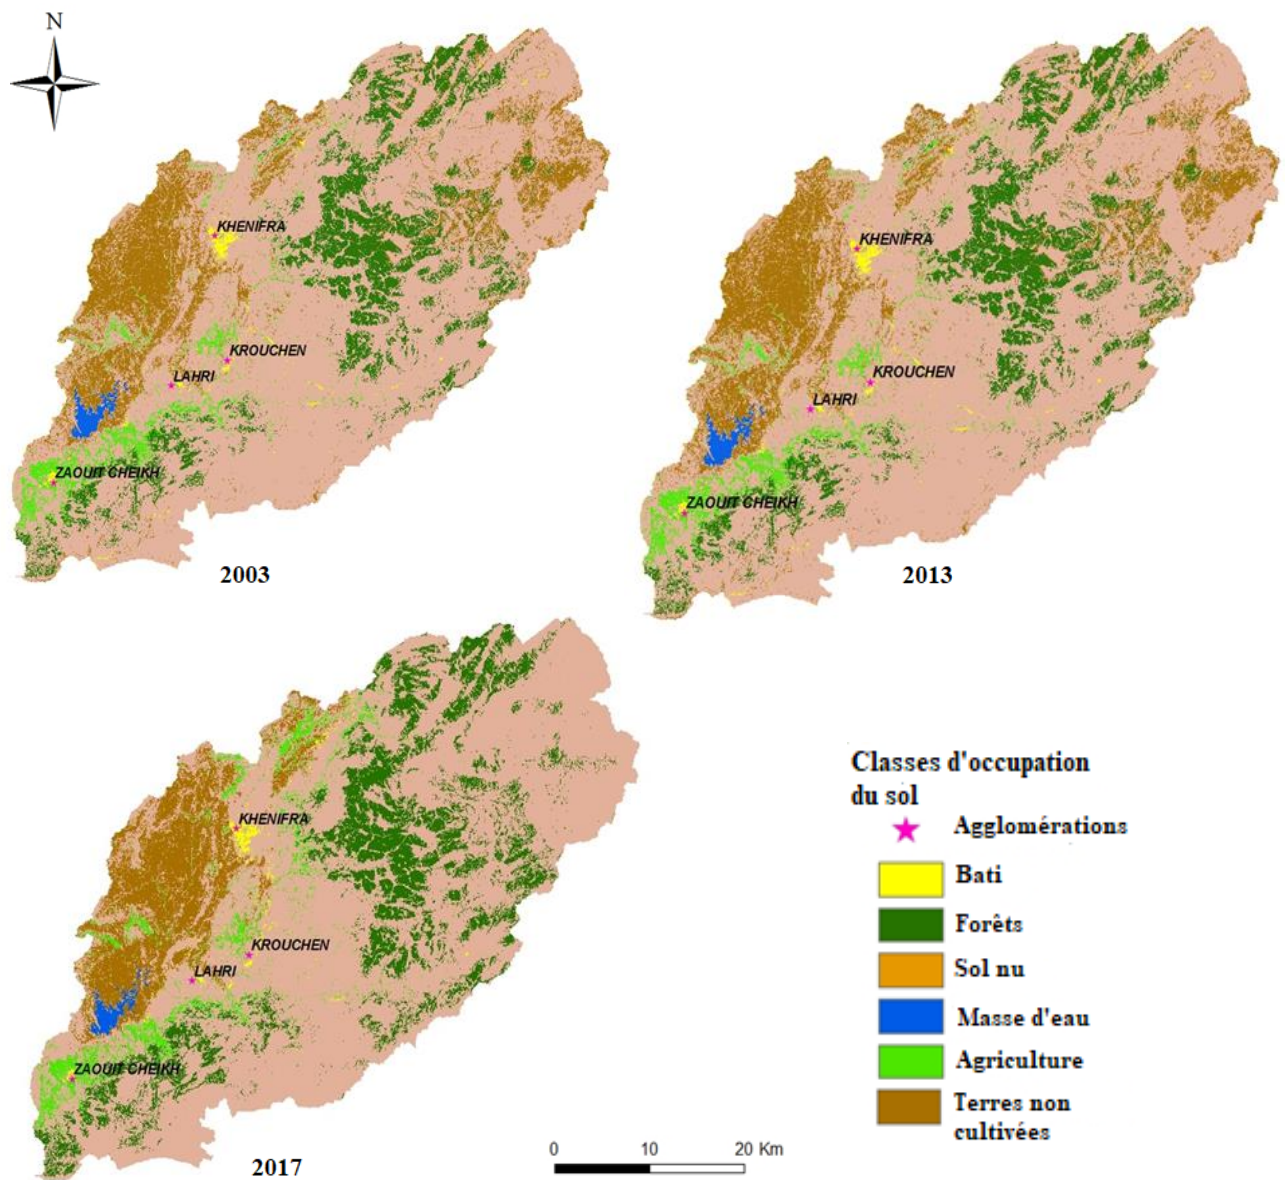 N
KHENIFRA
KROUCHEN
LAHRI
ZAOUIT CHEIKH
2003
KHENIFRA
KROUCHEN
LAHRI
ZAOUIT CHEIKH
2013
KHENIFRA
KROUCHEN
LAHRI
ZAOUIT CHEIKH
2017
Classes d'occupation
du sol
Agglomérations
Bati
Forêts
Sol nu
Masse d'eau
Agriculture
Terres non
cultivées
0 10 20 Km